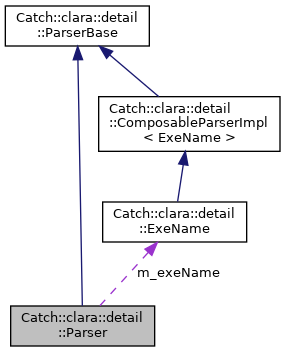 Catch::clara::detail
::ParserBase
Catch::clara::detail
::ComposableParserImpl
< ExeName >
Catch::clara::detail
::ExeName
m_exeName
Catch::clara::detail
::Parser